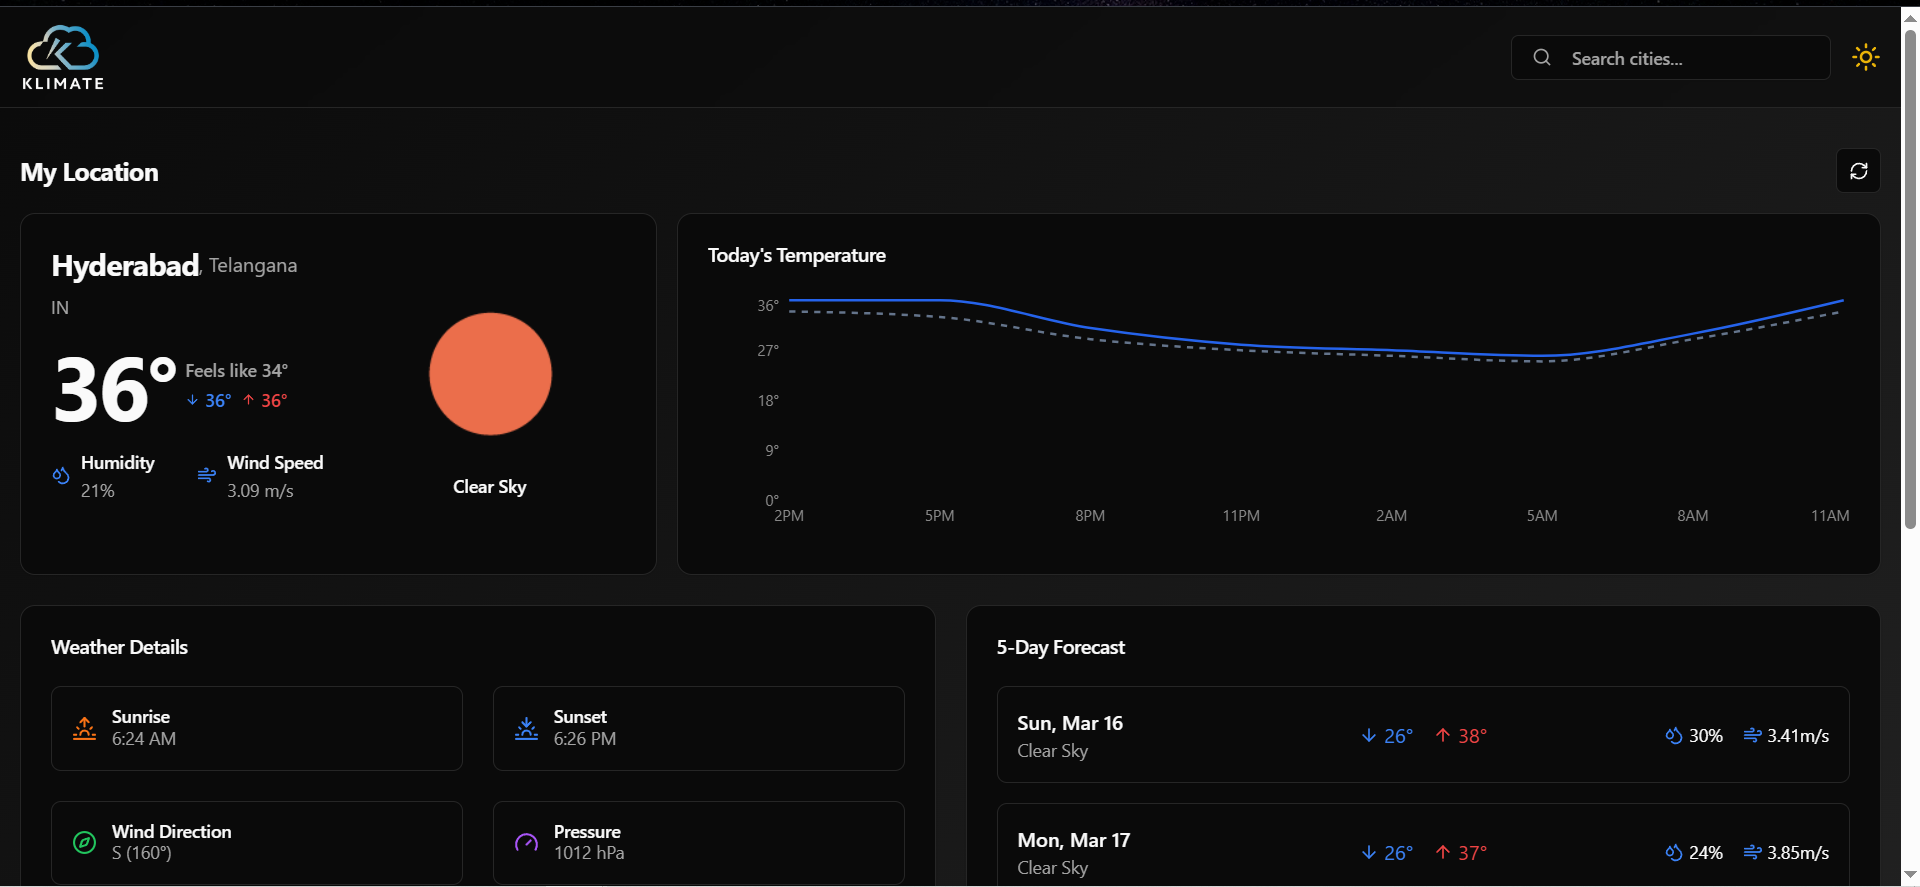 KLIMATE
Search cities...
My Location
Hyderabad, Telangana
IN
36°
Feels like 34°
36° 36°
Humidity
21%
Wind Speed
3.09 m/s
Clear Sky
Today's Temperature
36°
27°
18°
9°
0°
2PM 5PM 8PM 11PM 2AM 5AM 8AM 11AM
Weather Details
Sunrise
6:24 AM
Sunset
6:26 PM
Wind Direction
S (160°)
Pressure
1012 hPa
5-Day Forecast
Sun, Mar 16
Clear Sky
26° 38° 30% 3.41m/s
Mon, Mar 17
Clear Sky
26° 37° 24% 3.85m/s